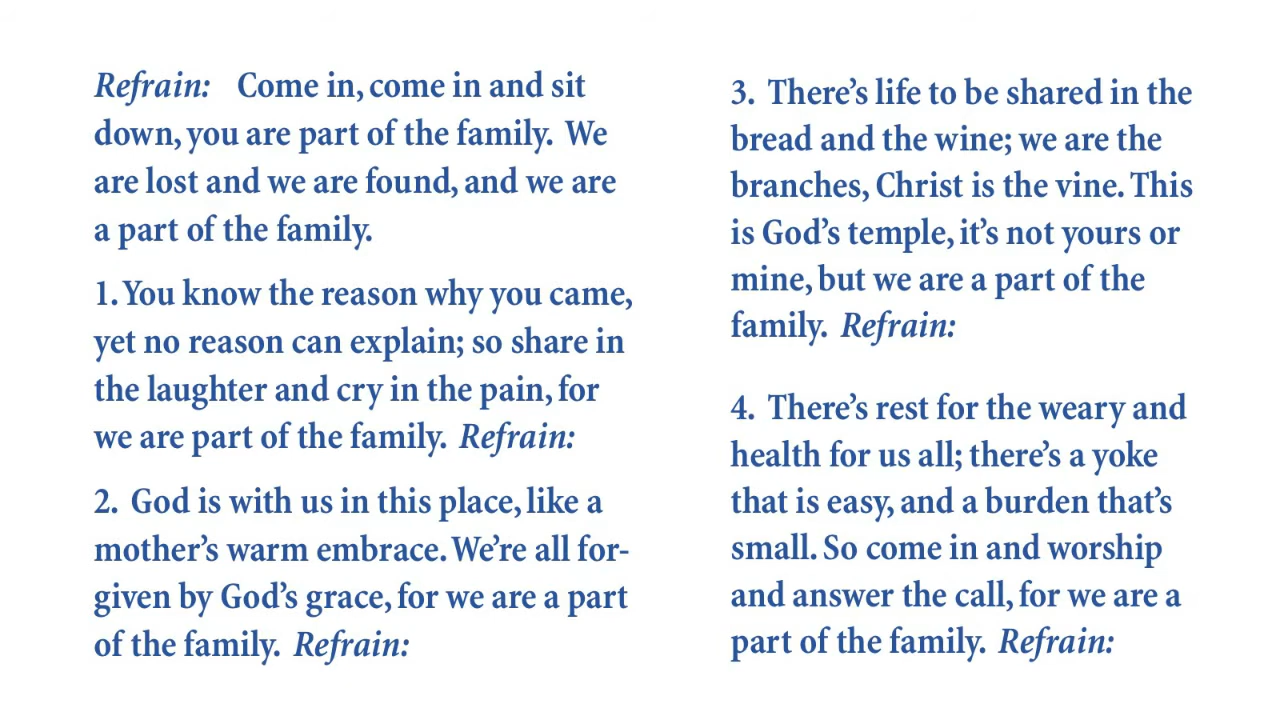 Refrain: Come in, come in and sit
down, you are part of the family. We
are lost and we are found, and we are
a part of the family.
1. You know the reason why you came,
yet no reason can explain; so share in
the laughter and cry in the pain, for
we are part of the family. Refrain:
2. God is with us in this place, like a
mother’s warm embrace. We’re all for-
given by God’s grace, for we are a part
of the family. Refrain:
3. There’s life to be shared in the
bread and the wine; we are the
branches, Christ is the vine. This
is God’s temple, it’s not yours or
mine, but we are a part of the
family. Refrain:
4. There’s rest for the weary and
health for us all; there’s a yoke
that is easy, and a burden that’s
small. So come in and worship
and answer the call, for we are a
part of the family. Refrain: